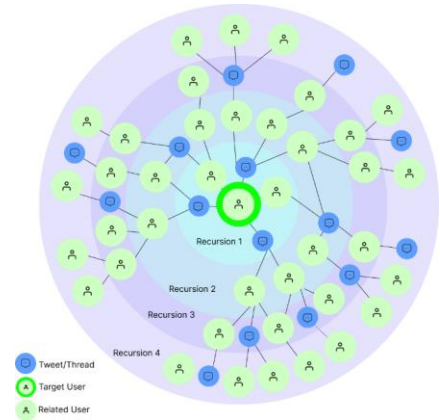 Recursion 1
Recursion 2
Recursion 3
Recursion 4
Tweet/Thread
Target User
Related User